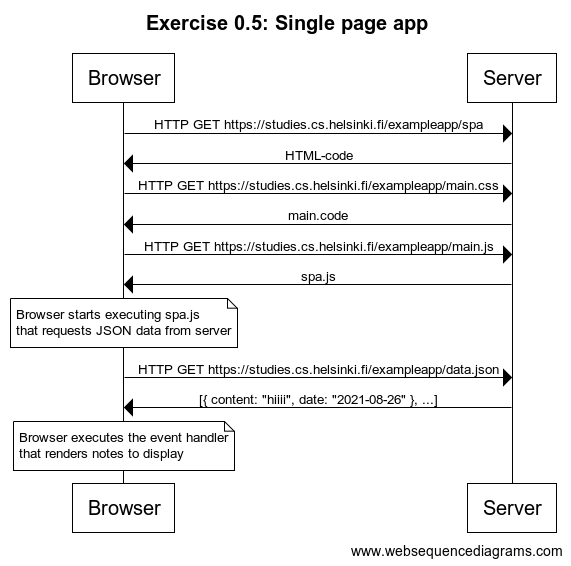 Exercise 0.5: Single page app
Browser
Server
HTTP GET https://studies.cs.helsinki.fi/exampleapp/spa
HTML-code
HTTP GET https://studies.cs.helsinki.fi/exampleapp/main.css
main.code
HTTP GET https://studies.cs.helsinki.fi/exampleapp/main.js
spa.js
Browser starts executing spa.js
that requests JSON data from server
HTTP GET https://studies.cs.helsinki.fi/exampleapp/data.json
[{ content: "hiiii", date: "2021-08-26" }, ...]
Browser executes the event handler
that renders notes to display
Browser
Server
www.websequencediagrams.com